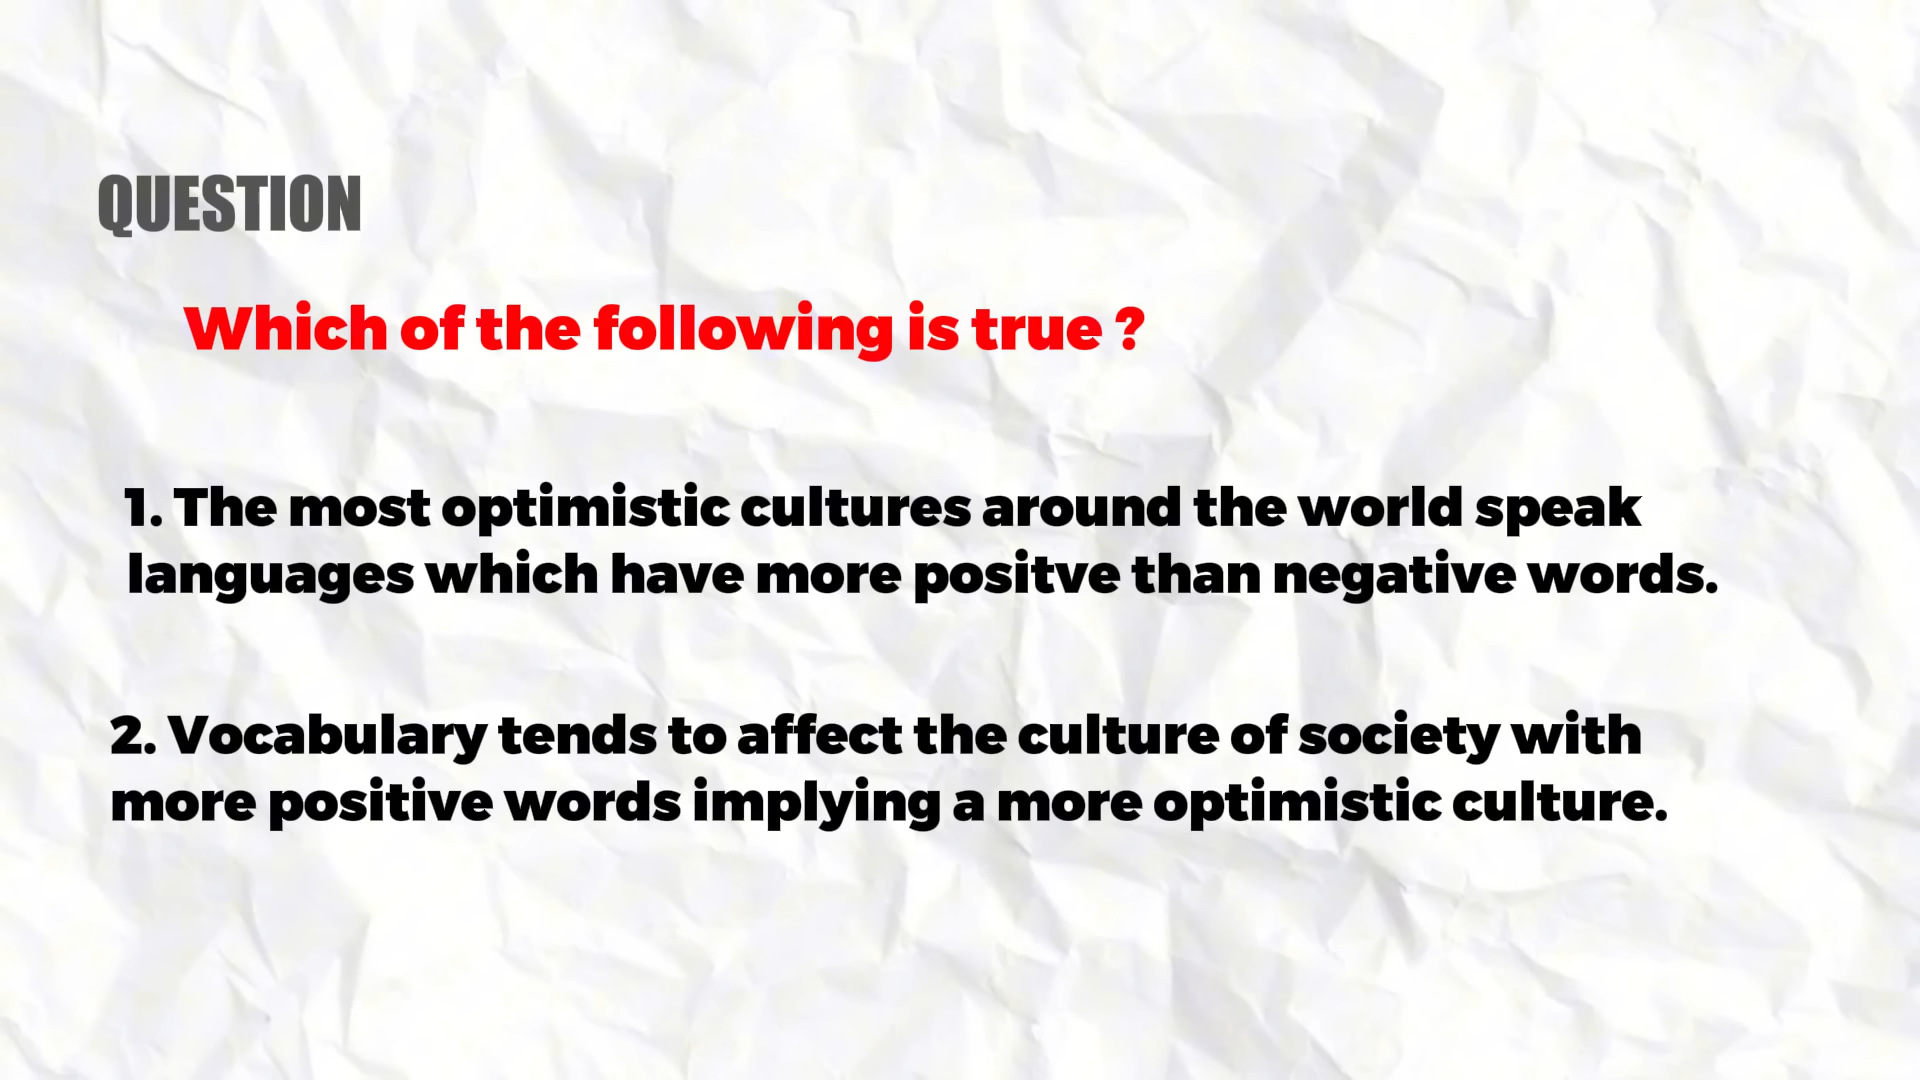 QUESTION
Which of the following is true ?
1. The most optimistic cultures around the world speak
languages which have more positve than negative words.
2. Vocabulary tends to affect the culture of society with
more positive words implying a more optimistic culture.